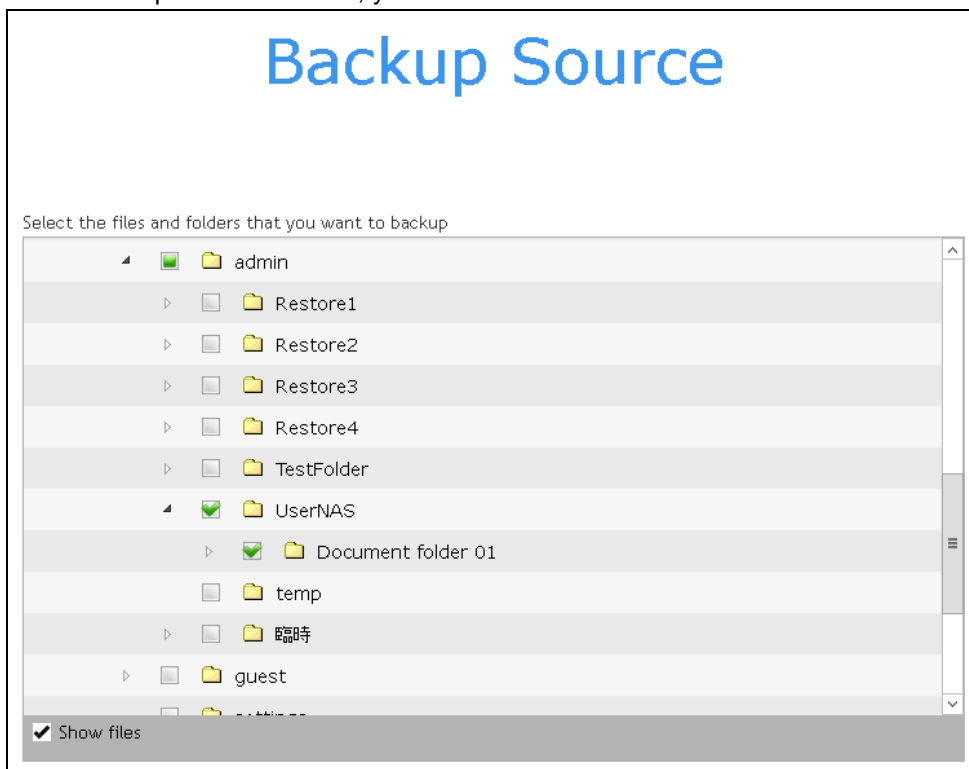 Backup Source
Select the files and folders that you want to backup
admin
Restore1
Restore2
Restore3
Restore4
TestFolder
UserNAS
Document folder 01
temp
臨時
guest
Show files